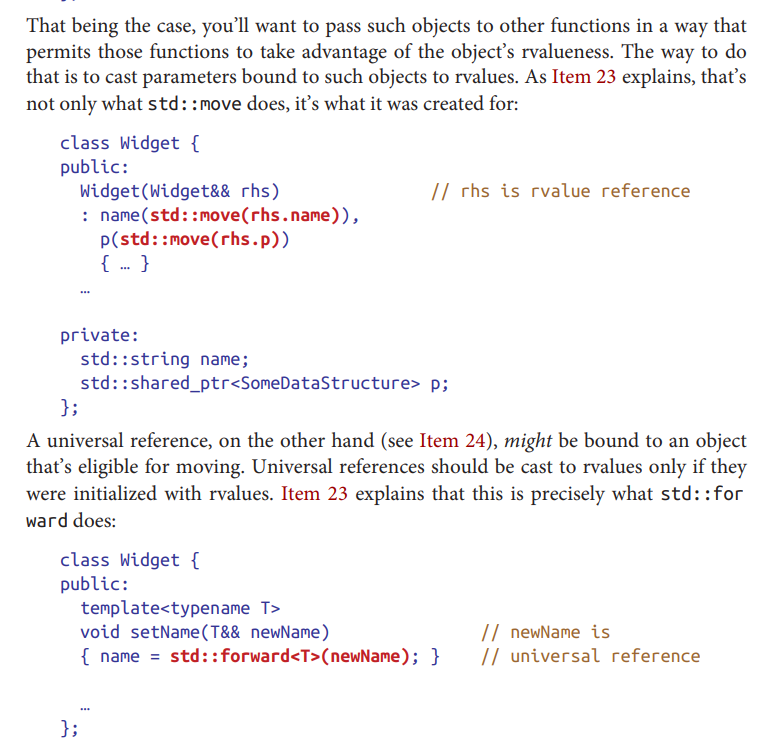 That being the case, you’ll want to pass such objects to other functions in a way that
permits those functions to take advantage of the object’s rvalueness. The way to do
that is to cast parameters bound to such objects to rvalues. As Item 23 explains, that’s
not only what std::move does, it’s what it was created for:
class Widget {
public:
  Widget(Widget&& rhs)               // rhs is rvalue reference
  : name(std::move(rhs.name)),
    p(std::move(rhs.p))
    { … }
  …
private:
  std::string name;
  std::shared_ptr<SomeDataStructure> p;
};
A universal reference, on the other hand (see Item 24), might be bound to an object
that’s eligible for moving. Universal references should be cast to rvalues only if they
were initialized with rvalues. Item 23 explains that this is precisely what std::for
ward does:
class Widget {
public:
  template<typename T>
  void setName(T&& newName)               // newName is
  { name = std::forward<T>(newName); }    // universal reference
  …
};